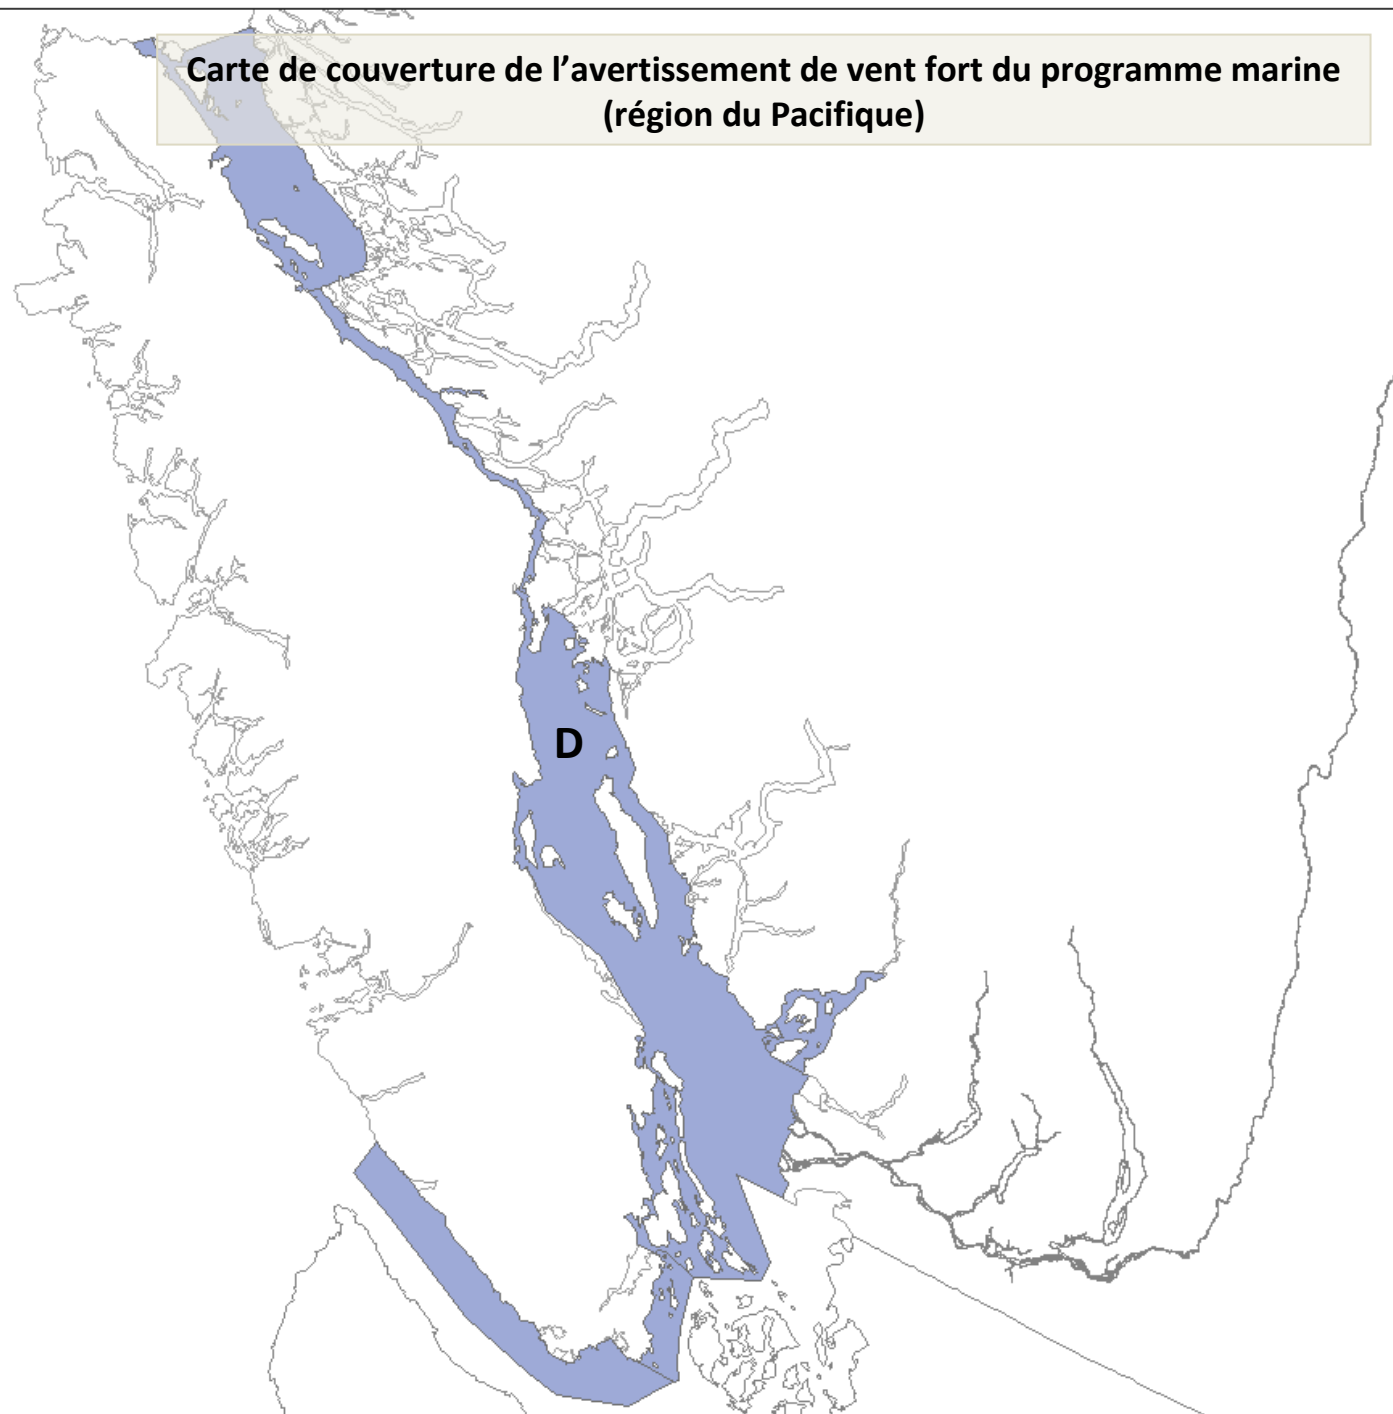 Carte de couverture de l’avertissement de vent fort du programme marine
(région du Pacifique)
D